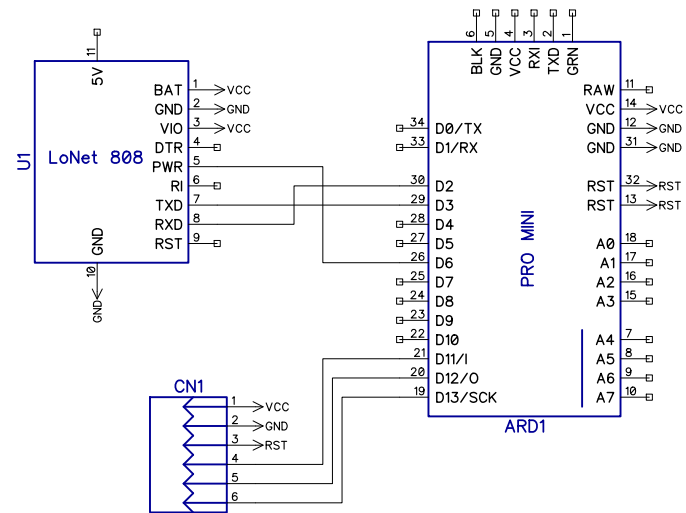 11
5V
U1
LoNet 808
BAT 1 VCC
GND 2 GND
VIO 3 VCC
DTR 4
PWR 5
RI 6
TXD 7
RXD 8
RST 9
GND
10
GND
6 5 4 3 2 1
BLK GND VCC RXI TXD GRN
34 D0/TX
33 D1/RX
30 D2
29 D3
28 D4
27 D5
26 D6
25 D7
24 D8
23 D9
22 D10
21 D11/I
20 D12/O
19 D13/SCK
PRO MINI
RAW 11
VCC 14 VCC
GND 12 GND
GND 31 GND
RST 32 RST
RST 13 RST
A0 18
A1 17
A2 16
A3 15
A4 7
A5 8
A6 9
A7 10
ARD1
CN1
1 VCC
2 GND
3 RST
4
5
6